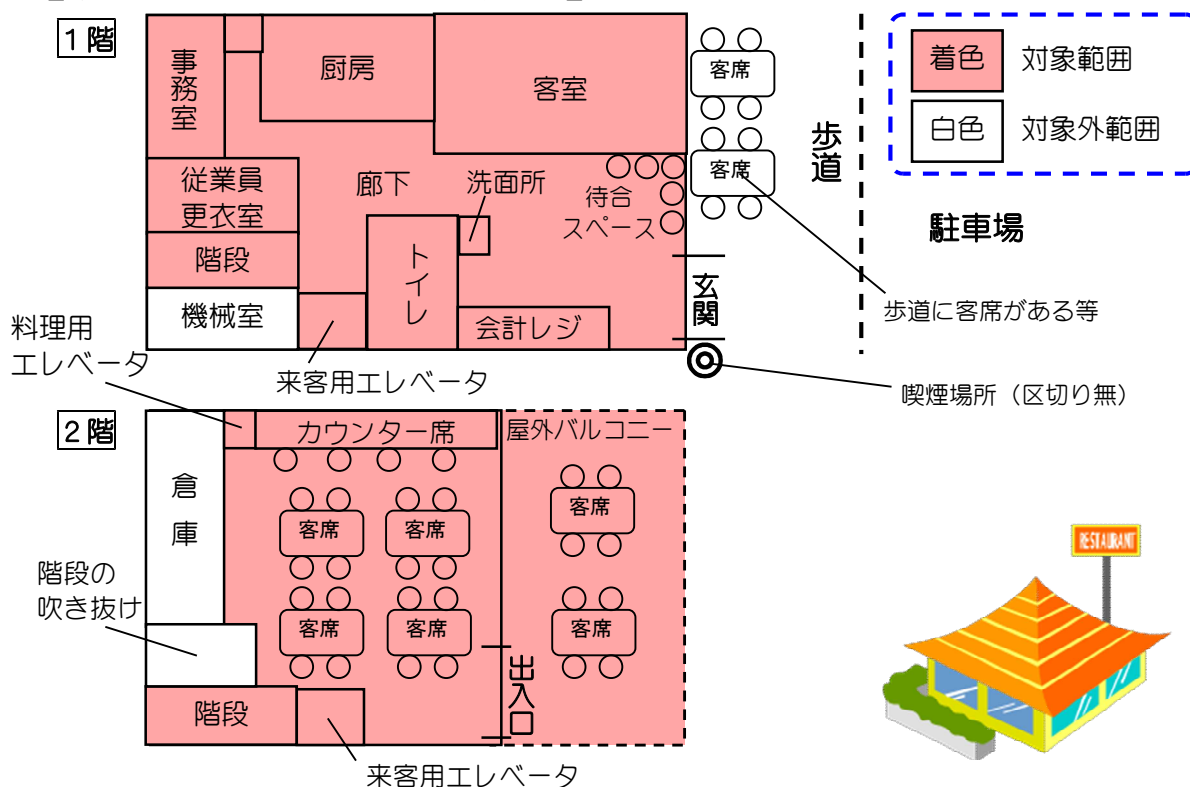 1階
事務室
厨房
客室
客席
客席
歩道
着色
対象範囲
白色
対象外範囲
従業員
更衣室
廊下
洗面所
待合
スペース
駐車場
階段
トイレ
玄関
機械室
会計レジ
歩道に客席がある等
料理用
エレベータ
来客用エレベータ
喫煙場所（区切り無）
2階
倉庫
カウンター席
屋外バルコニー
客席
客席
客席
RESTAURANT
階段の
吹き抜け
客席
客席
客席
出入口
階段
来客用エレベータ